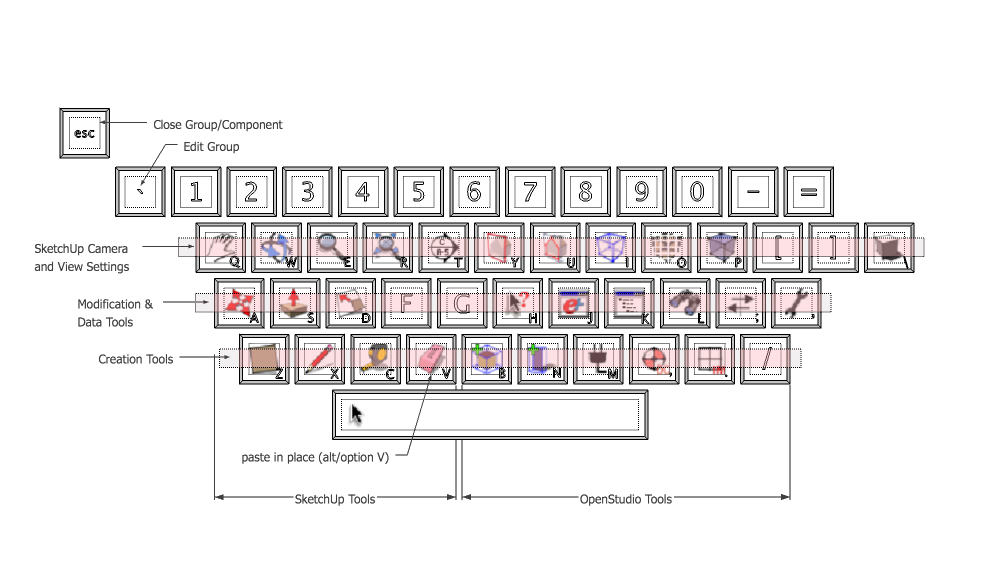 esc
Close Group/Component
Edit Group
` 1 2 3 4 5 6 7 8 9 0 - =
SketchUp Camera
and View Settings
Q W E R T Y U I O P [ ] \
Modification &
Data Tools
A S D F G H J K L ; '
Creation Tools
Z X C V B N M , . /
paste in place (alt/option V)
SketchUp Tools
OpenStudio Tools